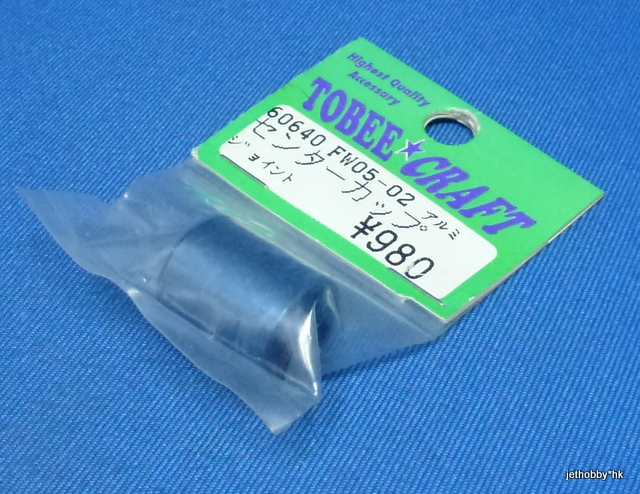 Highest Quality
Accessary
TOBEE★CRAFT
60640 FW05-02 アルミ
センターカップ
ジョイント
¥980
jethobby*hk